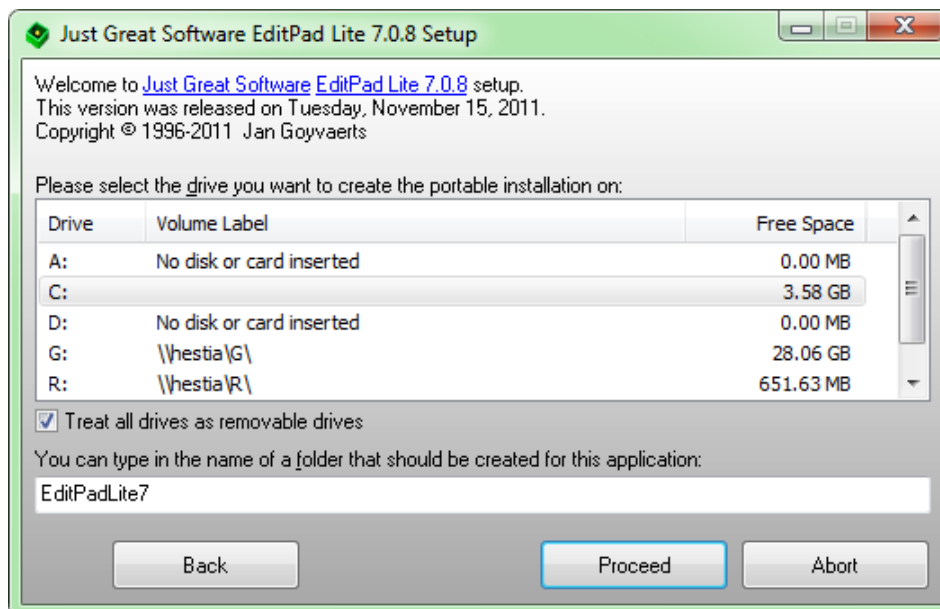 Just Great Software EditPad Lite 7.0.8 Setup
Welcome to Just Great Software EditPad Lite 7.0.8 setup.
This version was released on Tuesday, November 15, 2011.
Copyright © 1996-2011 Jan Goyvaerts
Please select the drive you want to create the portable installation on:
Drive Volume Label Free Space
A: No disk or card inserted 0.00 MB
C: 3.58 GB
D: No disk or card inserted 0.00 MB
G: \\hestia\G\ 28.06 GB
R: \\hestia\R\ 651.63 MB
Treat all drives as removable drives
You can type in the name of a folder that should be created for this application:
EditPadLite7
Back Proceed Abort